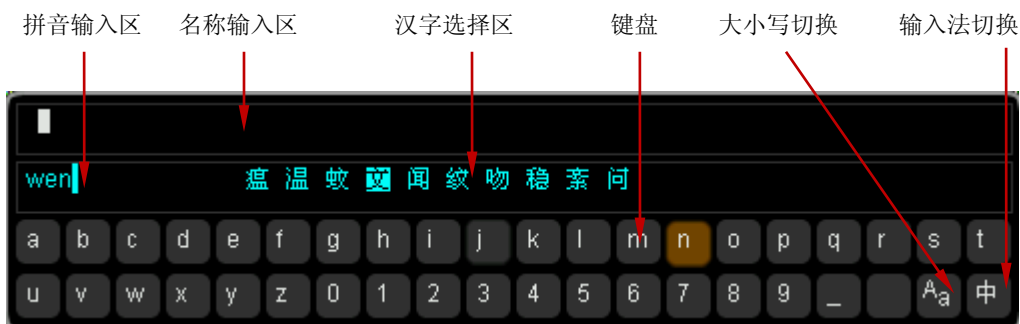 拼音输入区 名称输入区 汉字选择区 键盘 大小写切换 输入法切换
wen 瘟 温 蚊 文 闻 纹 吻 稳 紊 问
a b c d e f g h i j k l m n o p q r s t
u v w x y z 0 1 2 3 4 5 6 7 8 9 _ Aa 中